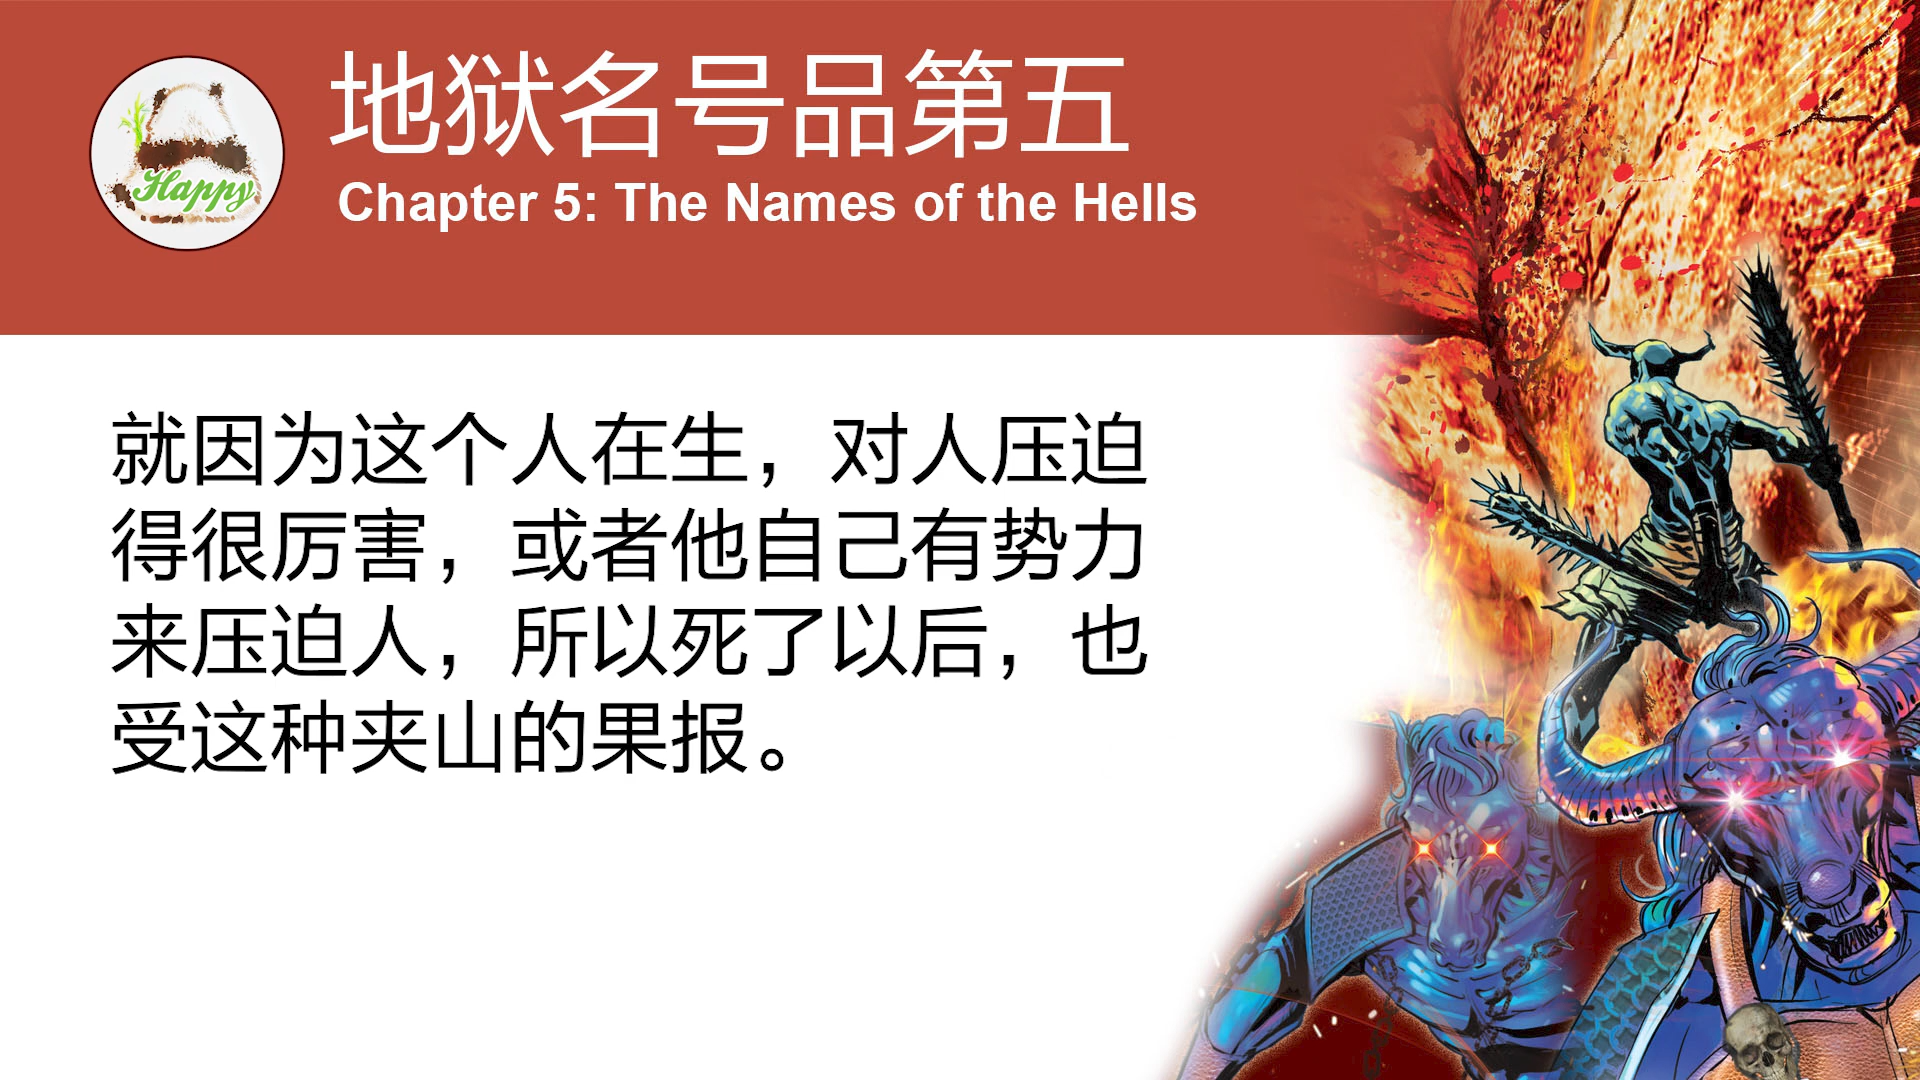 地狱名号品第五
Chapter 5: The Names of the Hells
Happy
就因为这个人在生，对人压迫
得很厉害，或者他自己有势力
来压迫人，所以死了以后，也
受这种夹山的果报。